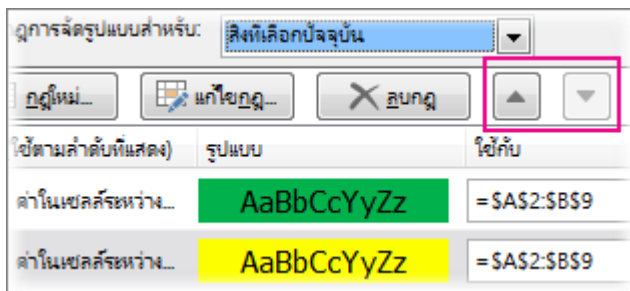 ฎการจัดรูปแบบสำหรับ: สิ่งที่เลือกปัจจุบัน
กฎใหม่... แก้ไขกฎ... ลบกฎ
ใช้ตามลำดับที่แสดง) รูปแบบ ใช้กับ
ค่าในเซลล์ระหว่าง... AaBbCcYyZz =$A$2:$B$9
ค่าในเซลล์ระหว่าง... AaBbCcYyZz =$A$2:$B$9